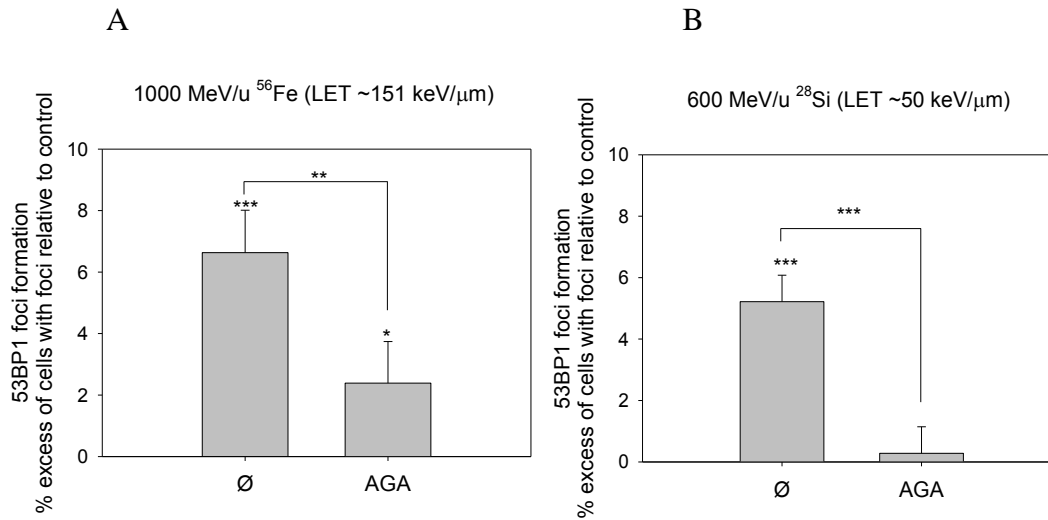 A
1000 MeV/u ⁵⁶Fe (LET ~151 keV/μm)
53BP1 foci formation
% excess of cells with foci relative to control
10
8
6
4
2
0
**
***
*
Ø
AGA
B
600 MeV/u ²⁸Si (LET ~50 keV/μm)
53BP1 foci formation
% excess of cells with foci relative to control
10
8
6
4
2
0
***
***
Ø
AGA